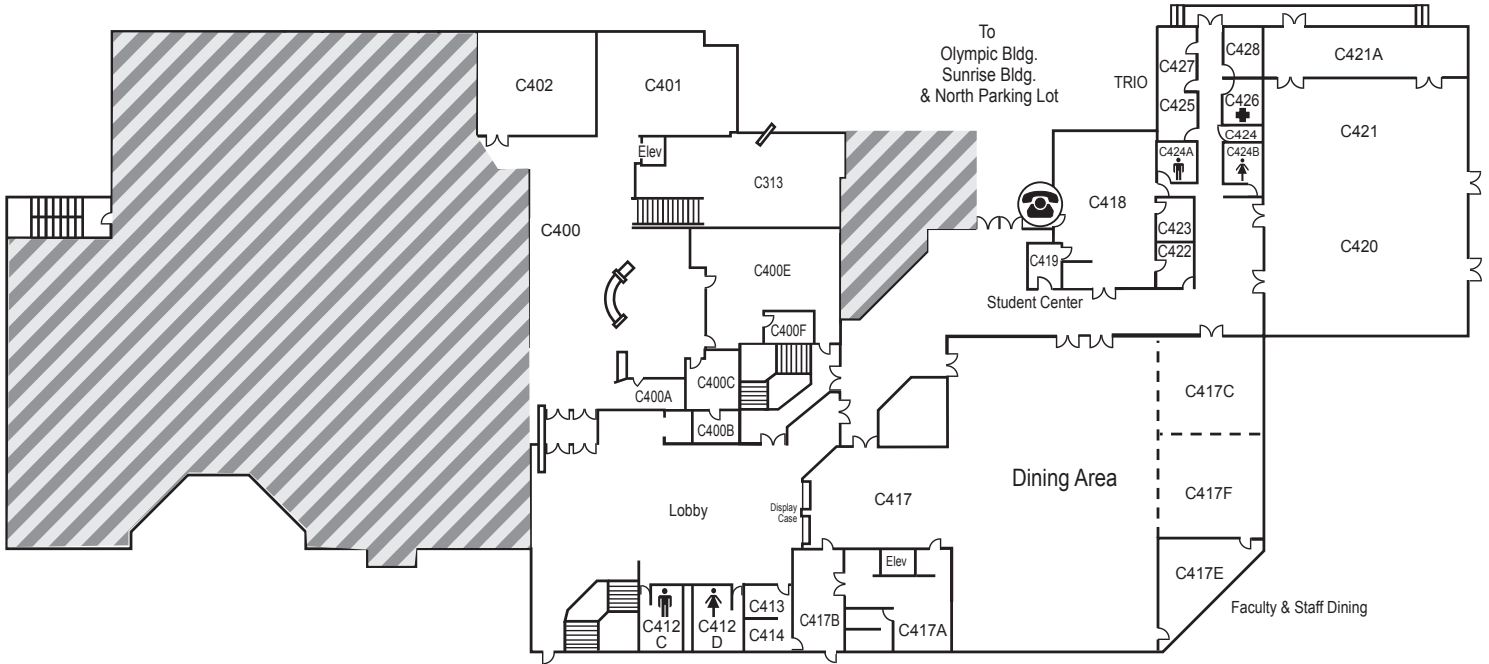 To
Olympic Bldg.
Sunrise Bldg.
& North Parking Lot
C428
C427
C421A
TRIO
C402
C401
C425
C426
C424
C421
Elev
C424A
C424B
C313
C418
C423
C400
C420
C422
C419
C400E
Student Center
C400F
C400C
C400A
C417C
C400B
Dining Area
C417
C417F
Lobby
Display
Case
Elev
C417E
C413
Faculty & Staff Dining
C412
C
C412
D
C414
C417B
C417A